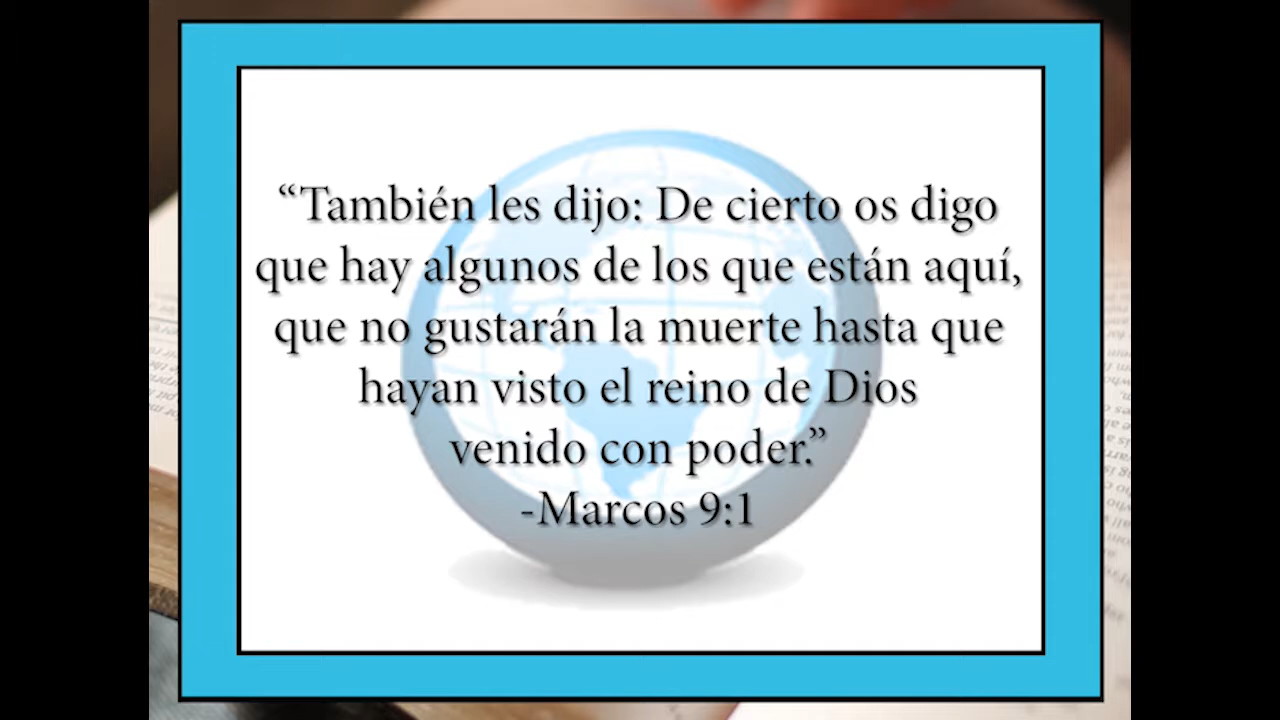 “También les dijo: De cierto os digo
que hay algunos de los que están aquí,
que no gustarán la muerte hasta que
hayan visto el reino de Dios
venido con poder.”
-Marcos 9:1